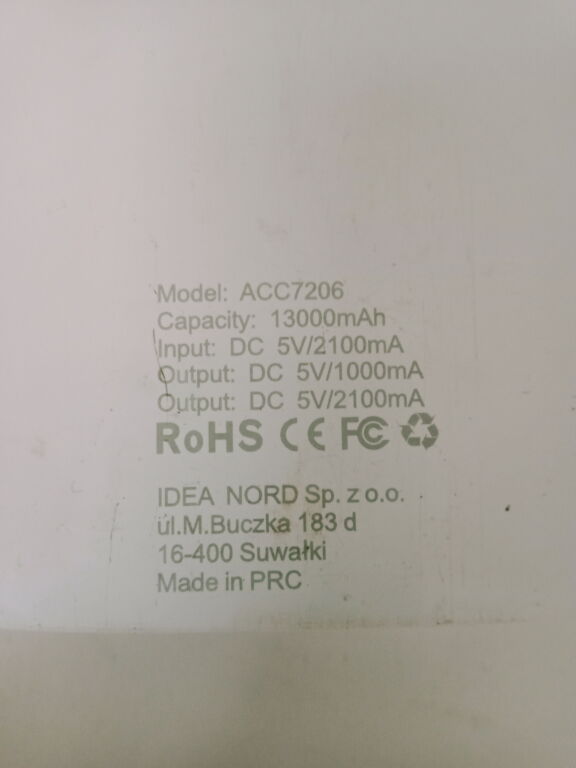 Model: ACC7206
Capacity: 13000mAh
Input: DC 5V/2100mA
Output: DC 5V/1000mA
Output: DC 5V/2100mA
RoHS CE FC
IDEA NORD Sp. z o.o.
ul.M.Buczka 183 d
16-400 Suwałki
Made in PRC